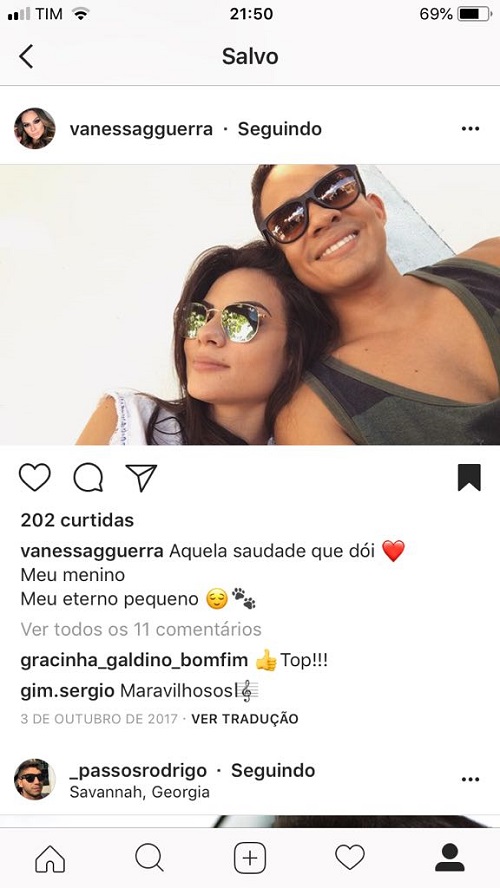 TIM 21:50 69%
Salvo
vanessagguerra · Seguindo
202 curtidas
vanessagguerra Aquela saudade que dói ❤️
Meu menino
Meu eterno pequeno 😌🐾
Ver todos os 11 comentários
gracinha_galdino_bomfim 👍Top!!!
gim.sergio Maravilhosos!🎼
3 DE OUTUBRO DE 2017 · VER TRADUÇÃO
_passosrodrigo · Seguindo
Savannah, Georgia